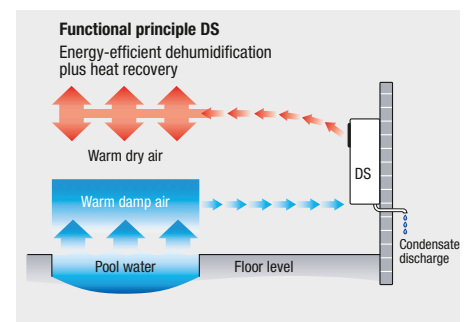 Functional principle DS
Energy-efficient dehumidification
plus heat recovery
Warm dry air
DS
Warm damp air
Condensate
discharge
Pool water
Floor level